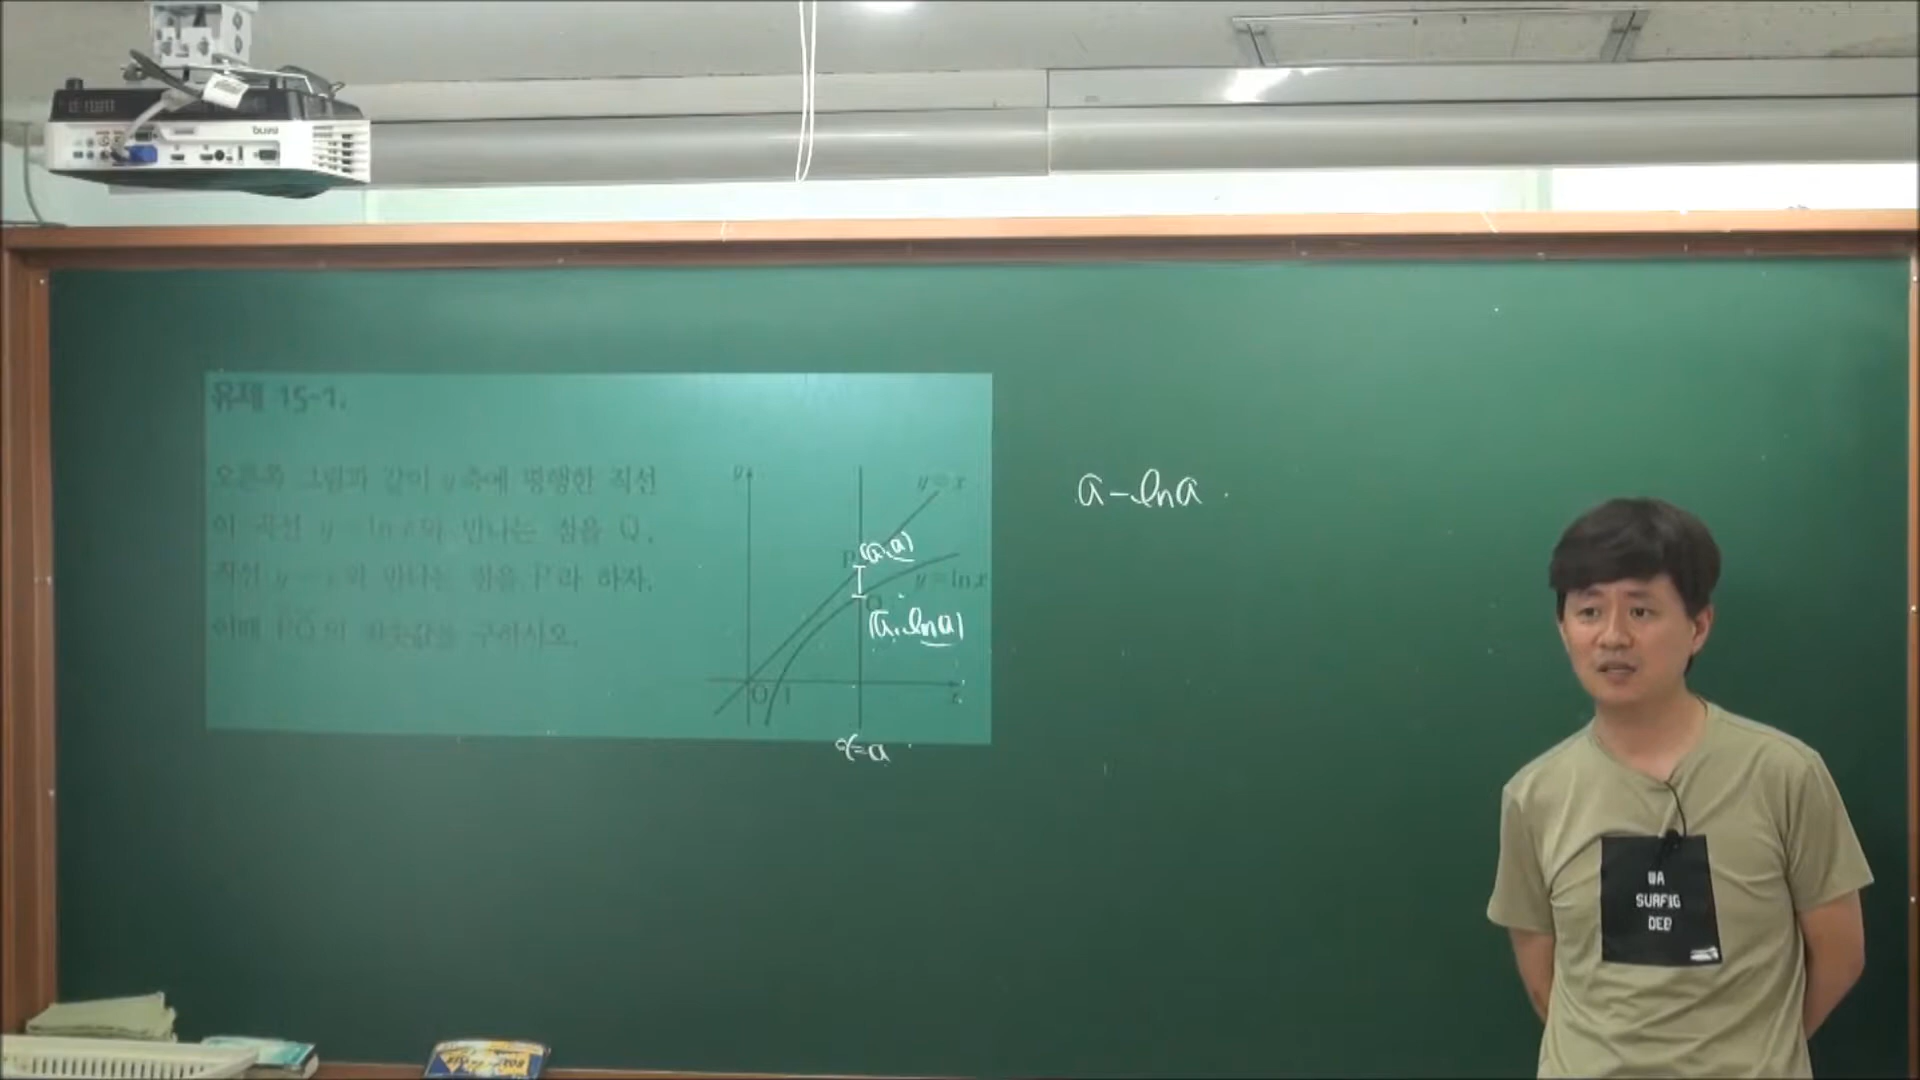 유제 15-1.
오른쪽 그림과 같이 y축에 평행한 직선
이 곡선 y=ln x와 만나는 점을 Q,
직선 y=x와 만나는 점을 P라 하자.
이때 PQ의 최솟값을 구하시오.
y
y=x
P
(a, a)
y=ln x
Q
(a, ln a)
O
1
x
x=a
a-ln a
BenQ
WA
SURFING
DEEP